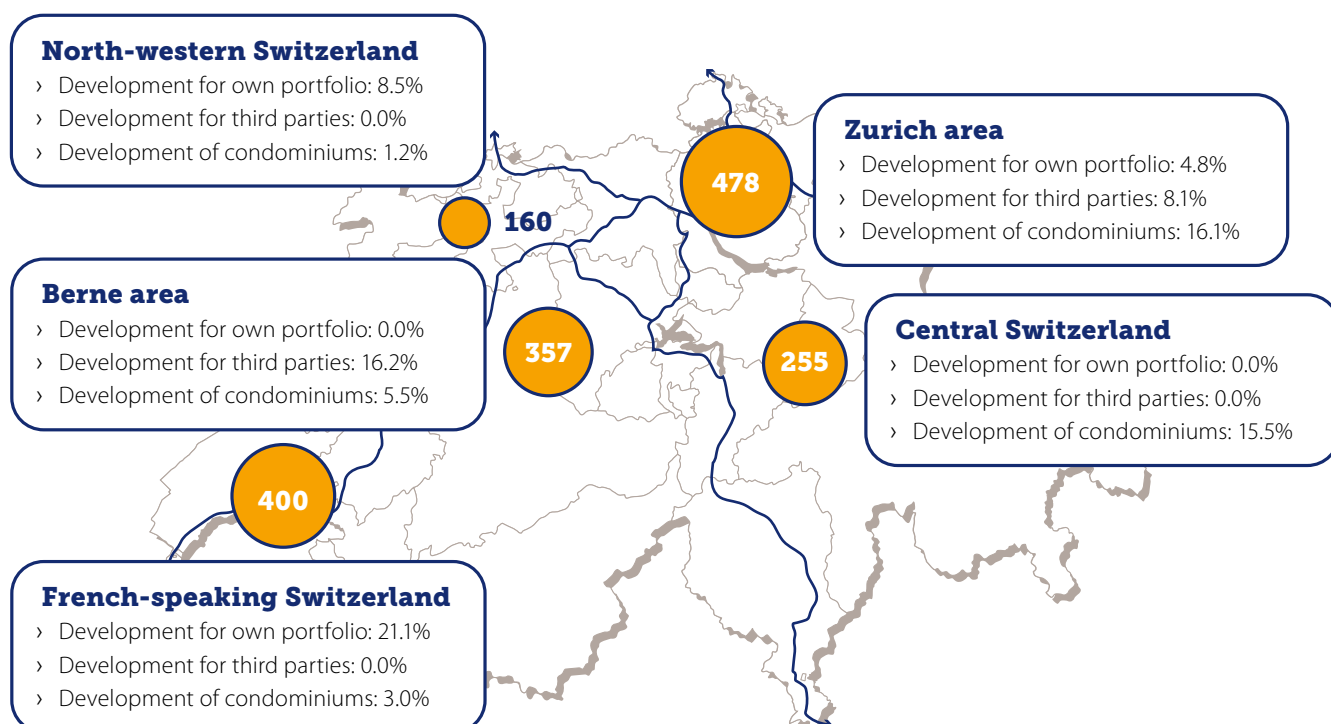 North-western Switzerland
› Development for own portfolio: 8.5%
› Development for third parties: 0.0%
› Development of condominiums: 1.2%
Zurich area
› Development for own portfolio: 4.8%
› Development for third parties: 8.1%
› Development of condominiums: 16.1%
478
160
Berne area
› Development for own portfolio: 0.0%
› Development for third parties: 16.2%
› Development of condominiums: 5.5%
357
255
Central Switzerland
› Development for own portfolio: 0.0%
› Development for third parties: 0.0%
› Development of condominiums: 15.5%
400
French-speaking Switzerland
› Development for own portfolio: 21.1%
› Development for third parties: 0.0%
› Development of condominiums: 3.0%